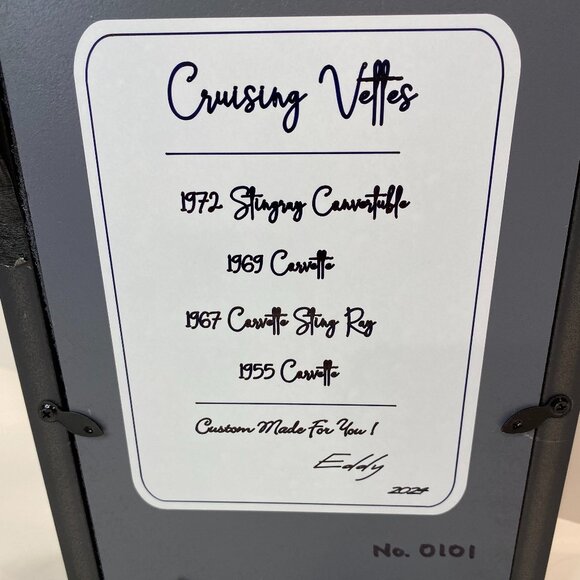 Cruising Vettes
1972 Stingray Canvertuble
1969 Corvette
1967 Corvette Sting Ray
1955 Corvette
Custom Made For You !
Eddy
2024
No. 0101